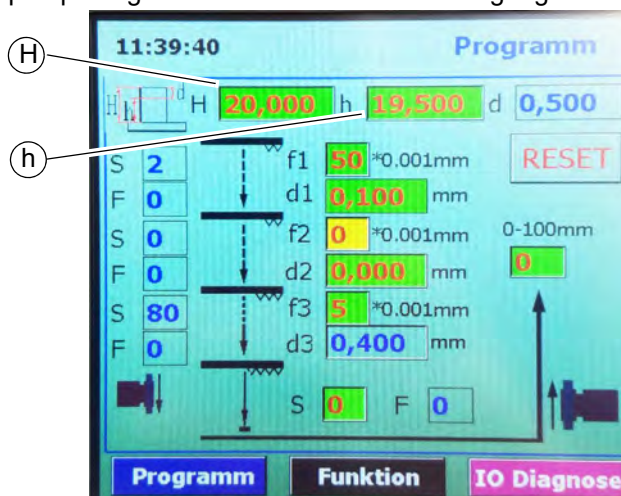 11:39:40 Programm
H
H h d H 20,000 h 19,500 d 0,500
h
S 2 f1 50 *0.001mm RESET
F 0 d1 0,100 mm
S 0 f2 0 *0.001mm 0-100mm
F 0 d2 0,000 mm 0
S 80 f3 5 *0.001mm
F 0 d3 0,400 mm
S 0 F 0
Programm Funktion IO Diagnose